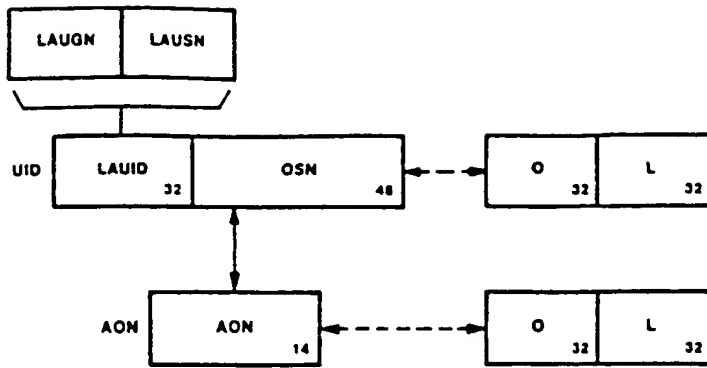 LAUGN LAUSN
UID LAUID 32 OSN 48 O 32 L 32
AON AON 14 O 32 L 32